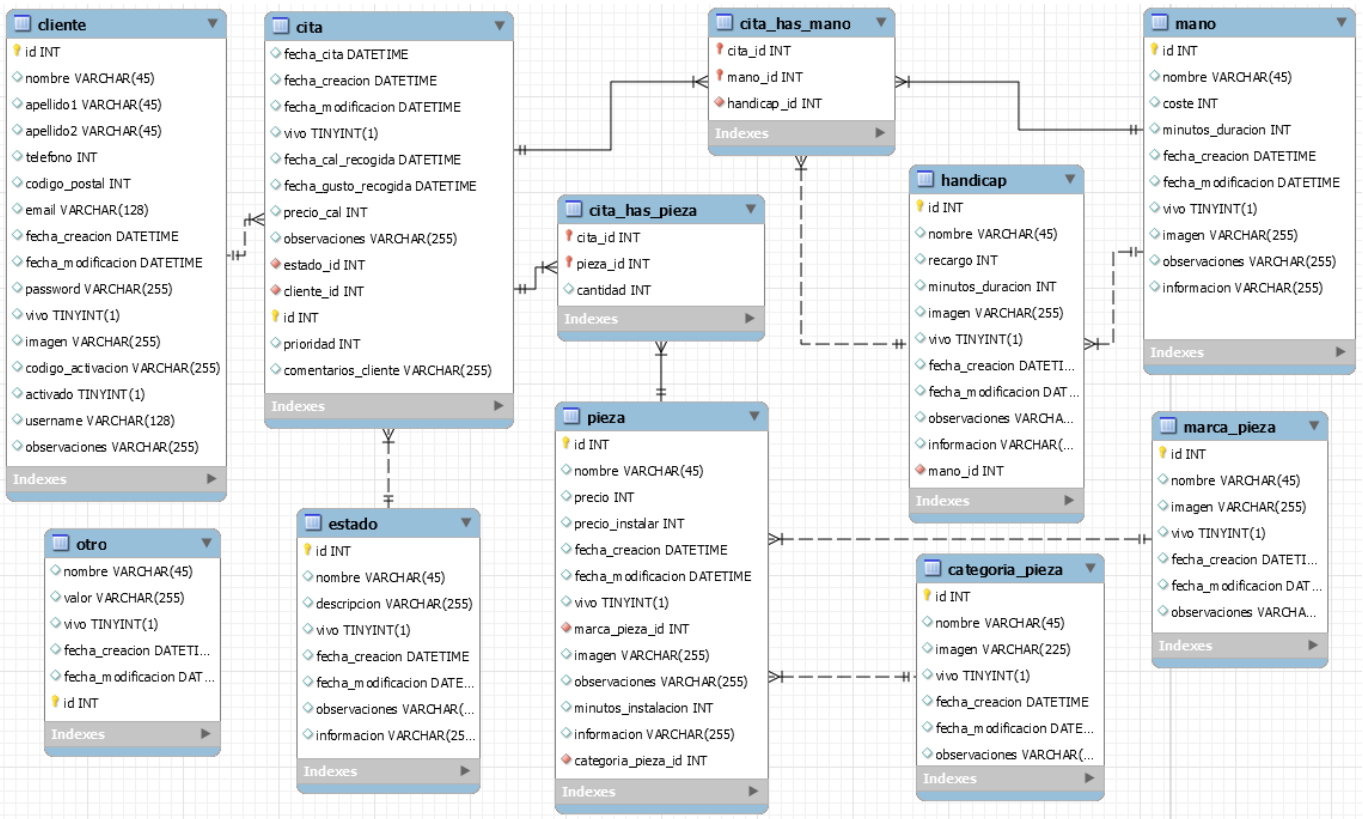 cliente
id INT
nombre VARCHAR(45)
apellido1 VARCHAR(45)
apellido2 VARCHAR(45)
telefono INT
codigo_postal INT
email VARCHAR(128)
fecha_creacion DATETIME
fecha_modificacion DATETIME
password VARCHAR(255)
vivo TINYINT(1)
imagen VARCHAR(255)
codigo_activacion VARCHAR(255)
activado TINYINT(1)
username VARCHAR(128)
observaciones VARCHAR(255)
Indexes
cita
fecha_cita DATETIME
fecha_creacion DATETIME
fecha_modificacion DATETIME
vivo TINYINT(1)
fecha_cal_recogida DATETIME
fecha_gusto_recogida DATETIME
precio_cal INT
observaciones VARCHAR(255)
estado_id INT
cliente_id INT
id INT
prioridad INT
comentarios_cliente VARCHAR(255)
Indexes
cita_has_mano
cita_id INT
mano_id INT
handicap_id INT
Indexes
mano
id INT
nombre VARCHAR(45)
coste INT
minutos_duracion INT
fecha_creacion DATETIME
fecha_modificacion DATETIME
vivo TINYINT(1)
imagen VARCHAR(255)
observaciones VARCHAR(255)
informacion VARCHAR(255)
Indexes
cita_has_pieza
cita_id INT
pieza_id INT
cantidad INT
Indexes
handicap
id INT
nombre VARCHAR(45)
recargo INT
minutos_duracion INT
imagen VARCHAR(255)
vivo TINYINT(1)
fecha_creacion DATETI...
fecha_modificacion DAT...
observaciones VARCHA...
informacion VARCHAR(...
mano_id INT
Indexes
pieza
id INT
nombre VARCHAR(45)
precio INT
precio_instalar INT
fecha_creacion DATETIME
fecha_modificacion DATETIME
vivo TINYINT(1)
marca_pieza_id INT
imagen VARCHAR(255)
observaciones VARCHAR(255)
minutos_instalacion INT
informacion VARCHAR(255)
categoria_pieza_id INT
Indexes
marca_pieza
id INT
nombre VARCHAR(45)
imagen VARCHAR(255)
vivo TINYINT(1)
fecha_creacion DATETI...
fecha_modificacion DAT...
observaciones VARCHA...
Indexes
otro
nombre VARCHAR(45)
valor VARCHAR(255)
vivo TINYINT(1)
fecha_creacion DATETI...
fecha_modificacion DAT...
id INT
Indexes
estado
id INT
nombre VARCHAR(45)
descripcion VARCHAR(255)
vivo TINYINT(1)
fecha_creacion DATETIME
fecha_modificacion DATE...
observaciones VARCHAR(...
informacion VARCHAR(25...
Indexes
categoria_pieza
id INT
nombre VARCHAR(45)
imagen VARCHAR(225)
vivo TINYINT(1)
fecha_creacion DATETIME
fecha_modificacion DATE...
observaciones VARCHAR(...
Indexes